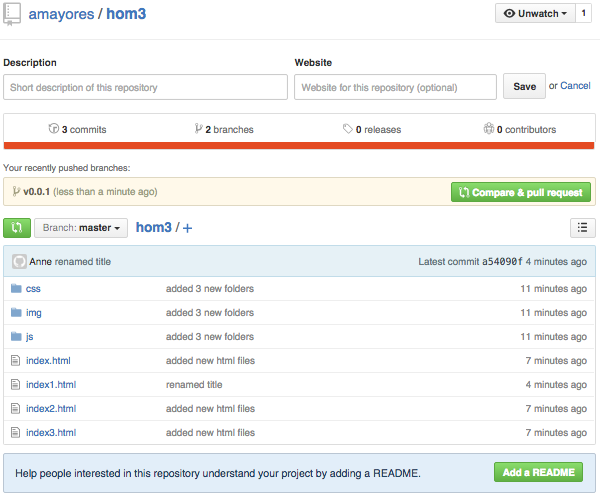 amayores / hom3
Unwatch 1
Description Website
Short description of this repository Website for this repository (optional) Save or Cancel
3 commits 2 branches 0 releases 0 contributors
Your recently pushed branches:
v0.0.1 (less than a minute ago) Compare & pull request
Branch: master hom3 / +
Anne renamed title Latest commit a54090f 4 minutes ago
css added 3 new folders 11 minutes ago
img added 3 new folders 11 minutes ago
js added 3 new folders 11 minutes ago
index.html added new html files 7 minutes ago
index1.html renamed title 4 minutes ago
index2.html added new html files 7 minutes ago
index3.html added new html files 7 minutes ago
Help people interested in this repository understand your project by adding a README. Add a README